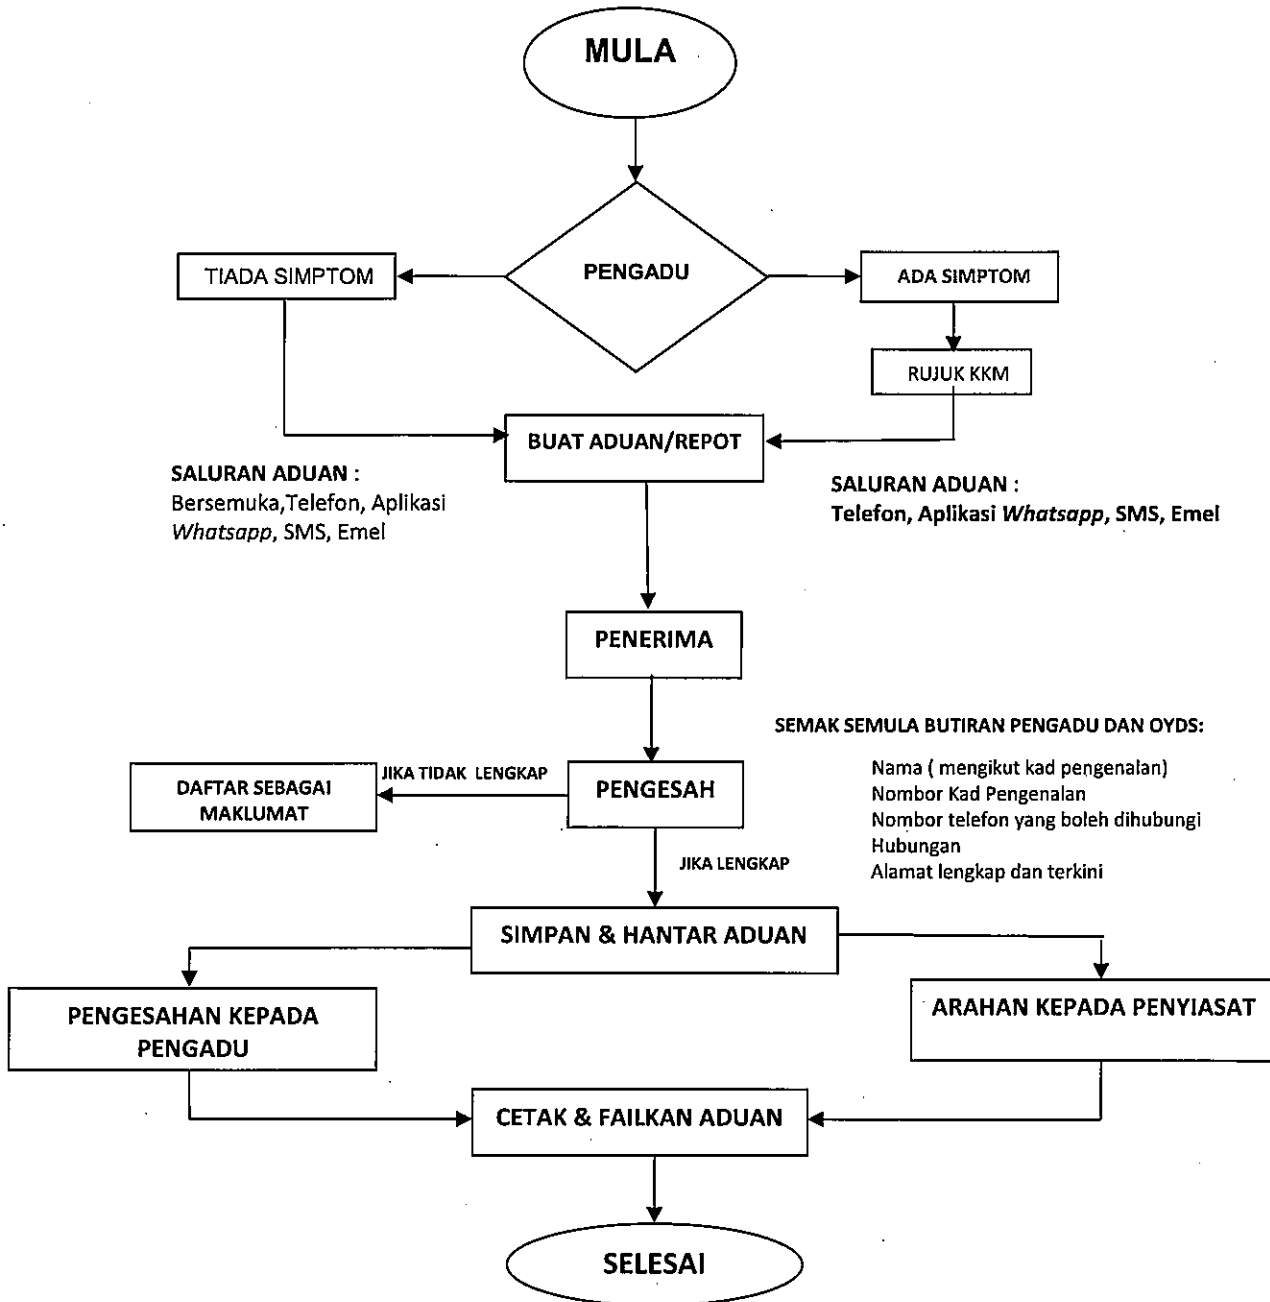 MULA
PENGADU
TIADA SIMPTOM
ADA SIMPTOM
RUJUK KKM
BUAT ADUAN/REPOT
SALURAN ADUAN :
Bersemuka,Telefon, Aplikasi
Whatsapp, SMS, Emel
SALURAN ADUAN :
Telefon, Aplikasi Whatsapp, SMS, Emel
PENERIMA
SEMAK SEMULA BUTIRAN PENGADU DAN OYDS:
Nama ( mengikut kad pengenalan)
Nombor Kad Pengenalan
Nombor telefon yang boleh dihubungi
Hubungan
Alamat lengkap dan terkini
PENGESAH
JIKA TIDAK LENGKAP
DAFTAR SEBAGAI
MAKLUMAT
JIKA LENGKAP
SIMPAN & HANTAR ADUAN
PENGESAHAN KEPADA
PENGADU
ARAHAN KEPADA PENYIASAT
CETAK & FAILKAN ADUAN
SELESAI